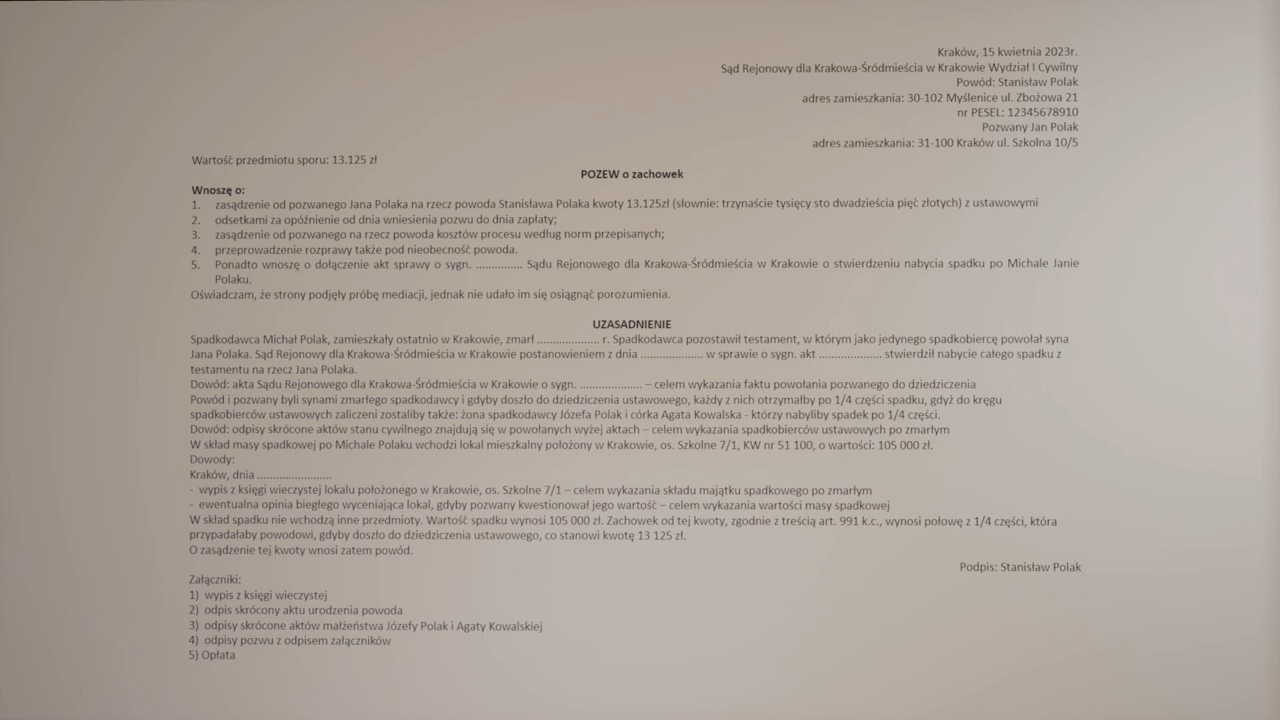 Kraków, 15 kwietnia 2023r.
Sąd Rejonowy dla Krakowa-Śródmieścia w Krakowie Wydział I Cywilny
Powód: Stanisław Polak
adres zamieszkania: 30-102 Myślenice ul. Zbożowa 21
nr PESEL: 12345678910
Pozwany Jan Polak
adres zamieszkania: 31-100 Kraków ul. Szkolna 10/5
Wartość przedmiotu sporu: 13.125 zł
POZEW o zachowek
Wnoszę o:
1. zasądzenie od pozwanego Jana Polaka na rzecz powoda Stanisława Polaka kwoty 13.125zł (słownie: trzynaście tysięcy sto dwadzieścia pięć złotych) z ustawowymi
2. odsetkami za opóźnienie od dnia wniesienia pozwu do dnia zapłaty;
3. zasądzenie od pozwanego na rzecz powoda kosztów procesu według norm przepisanych;
4. przeprowadzenie rozprawy także pod nieobecność powoda.
5. Ponadto wnoszę o dołączenie akt sprawy o sygn. ............... Sądu Rejonowego dla Krakowa-Śródmieścia w Krakowie o stwierdzeniu nabycia spadku po Michale Janie
Polaku.
Oświadczam, że strony podjęły próbę mediacji, jednak nie udało im się osiągnąć porozumienia.
UZASADNIENIE
Spadkodawca Michał Polak, zamieszkały ostatnio w Krakowie, zmarł .................... r. Spadkodawca pozostawił testament, w którym jako jedynego spadkobiercę powołał syna
Jana Polaka. Sąd Rejonowy dla Krakowa-Śródmieścia w Krakowie postanowieniem z dnia .................... w sprawie o sygn. akt .................... stwierdził nabycie całego spadku z
testamentu na rzecz Jana Polaka.
Dowód: akta Sądu Rejonowego dla Krakowa-Śródmieścia w Krakowie o sygn. .................... – celem wykazania faktu powołania pozwanego do dziedziczenia
Powód i pozwany byli synami zmarłego spadkodawcy i gdyby doszło do dziedziczenia ustawowego, każdy z nich otrzymałby po 1/4 części spadku, gdyż do kręgu
spadkobierców ustawowych zaliczeni zostaliby także: żona spadkodawcy Józefa Polak i córka Agata Kowalska - którzy nabyliby spadek po 1/4 części.
Dowód: odpisy skrócone aktów stanu cywilnego znajdują się w powołanych wyżej aktach – celem wykazania spadkobierców ustawowych po zmarłym
W skład masy spadkowej po Michale Polaku wchodzi lokal mieszkalny położony w Krakowie, os. Szkolne 7/1, KW nr 51 100, o wartości: 105 000 zł.
Dowody:
Kraków, dnia ........................
- wypis z księgi wieczystej lokalu położonego w Krakowie, os. Szkolne 7/1 – celem wykazania składu majątku spadkowego po zmarłym
- ewentualna opinia biegłego wyceniająca lokal, gdyby pozwany kwestionował jego wartość – celem wykazania wartości masy spadkowej
W skład spadku nie wchodzą inne przedmioty. Wartość spadku wynosi 105 000 zł. Zachowek od tej kwoty, zgodnie z treścią art. 991 k.c., wynosi połowę z 1/4 części, która
przypadałaby powodowi, gdyby doszło do dziedziczenia ustawowego, co stanowi kwotę 13 125 zł.
O zasądzenie tej kwoty wnosi zatem powód.
Podpis: Stanisław Polak
Załączniki:
1) wypis z księgi wieczystej
2) odpis skrócony aktu urodzenia powoda
3) odpisy skrócone aktów małżeństwa Józefy Polak i Agaty Kowalskiej
4) odpisy pozwu z odpisem załączników
5) Opłata